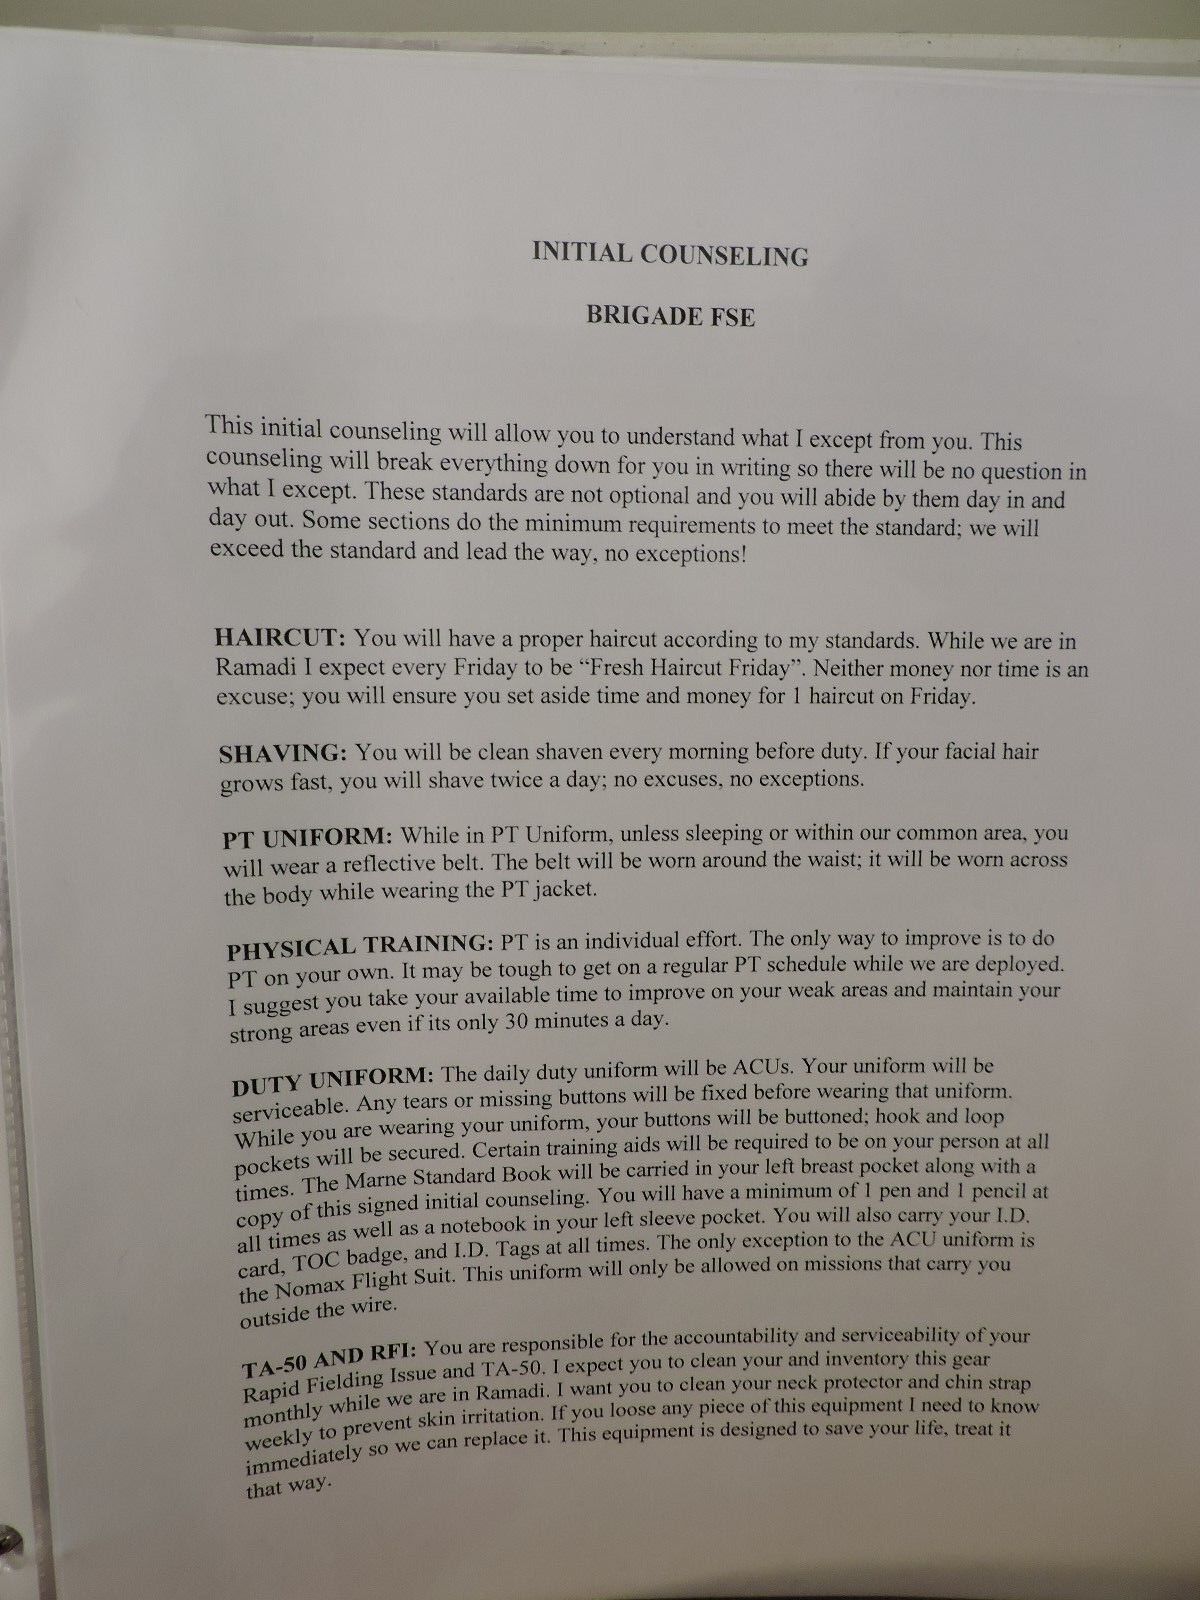 INITIAL COUNSELING
BRIGADE FSE
This initial counseling will allow you to understand what I except from you. This
counseling will break everything down for you in writing so there will be no question in
what I except. These standards are not optional and you will abide by them day in and
day out. Some sections do the minimum requirements to meet the standard; we will
exceed the standard and lead the way, no exceptions!
HAIRCUT: You will have a proper haircut according to my standards. While we are in
Ramadi I expect every Friday to be “Fresh Haircut Friday”. Neither money nor time is an
excuse; you will ensure you set aside time and money for 1 haircut on Friday.
SHAVING: You will be clean shaven every morning before duty. If your facial hair
grows fast, you will shave twice a day; no excuses, no exceptions.
PT UNIFORM: While in PT Uniform, unless sleeping or within our common area, you
will wear a reflective belt. The belt will be worn around the waist; it will be worn across
the body while wearing the PT jacket.
PHYSICAL TRAINING: PT is an individual effort. The only way to improve is to do
PT on your own. It may be tough to get on a regular PT schedule while we are deployed.
I suggest you take your available time to improve on your weak areas and maintain your
strong areas even if its only 30 minutes a day.
DUTY UNIFORM: The daily duty uniform will be ACUs. Your uniform will be
serviceable. Any tears or missing buttons will be fixed before wearing that uniform.
While you are wearing your uniform, your buttons will be buttoned; hook and loop
pockets will be secured. Certain training aids will be required to be on your person at all
times. The Marne Standard Book will be carried in your left breast pocket along with a
copy of this signed initial counseling. You will have a minimum of 1 pen and 1 pencil at
all times as well as a notebook in your left sleeve pocket. You will also carry your I.D.
card, TOC badge, and I.D. Tags at all times. The only exception to the ACU uniform is
the Nomax Flight Suit. This uniform will only be allowed on missions that carry you
outside the wire.
TA-50 AND RFI: You are responsible for the accountability and serviceability of your
Rapid Fielding Issue and TA-50. I expect you to clean your and inventory this gear
monthly while we are in Ramadi. I want you to clean your neck protector and chin strap
weekly to prevent skin irritation. If you loose any piece of this equipment I need to know
immediately so we can replace it. This equipment is designed to save your life, treat it
that way.